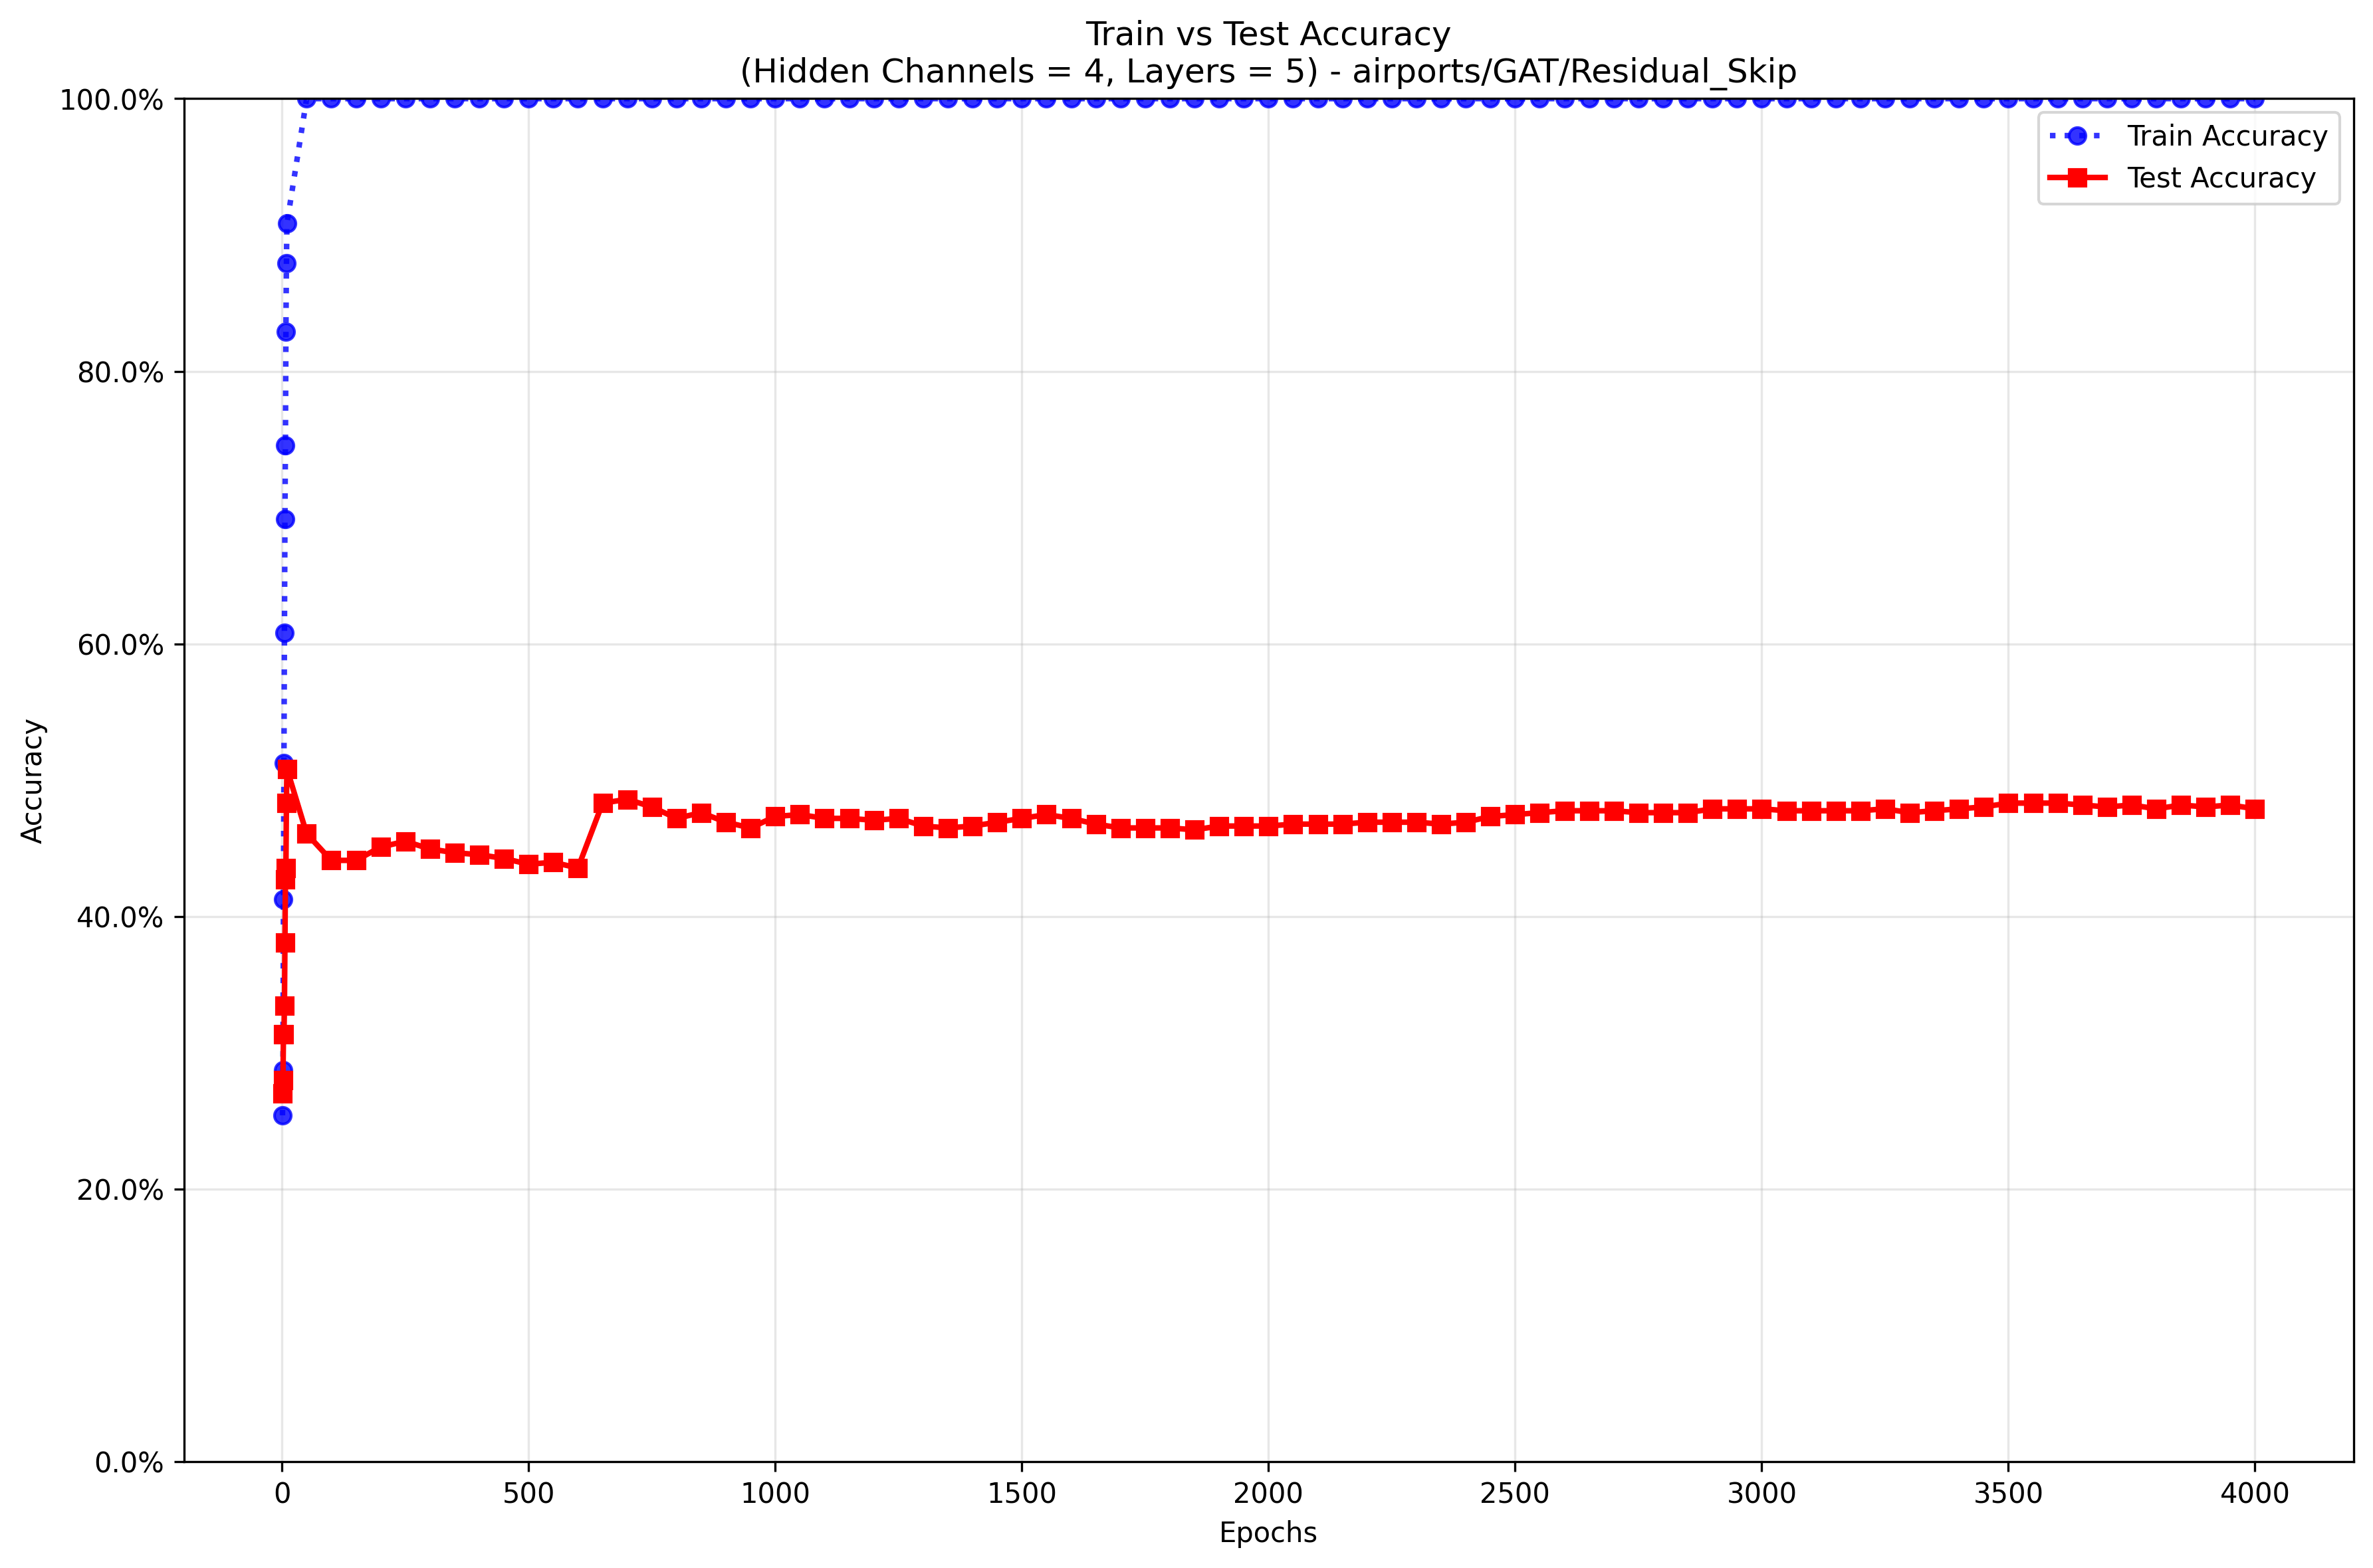 Train vs Test Accuracy
(Hidden Channels = 4, Layers = 5) - airports/GAT/Residual_Skip
100.0%
80.0%
60.0%
40.0%
20.0%
0.0%
Accuracy
Train Accuracy
Test Accuracy
0
500
1000
1500
2000
2500
3000
3500
4000
Epochs